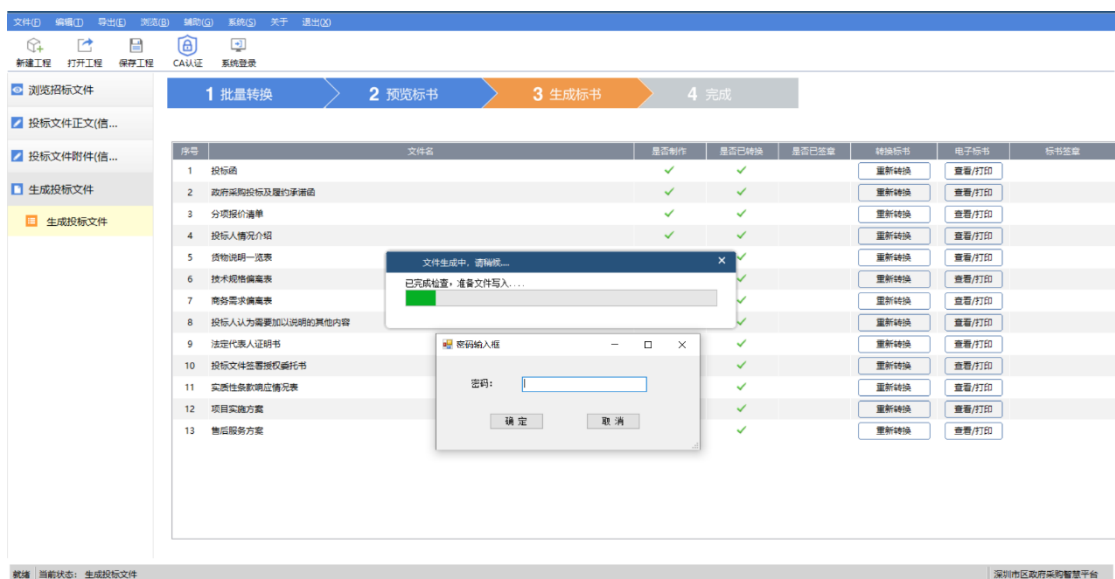 文件(F) 编辑(I) 导出(E) 浏览(B) 辅助(G) 系统(S) 关于 退出(X)
新建工程 打开工程 保存工程 CA认证 系统登录
浏览招标文件
投标文件正文(信...
投标文件附件(信...
生成投标文件
生成投标文件
1 批量转换 2 预览标书 3 生成标书 4 完成
序号 文件名 是否制作 是否已转换 是否已签章 转换标书 电子标书 标书签章
1 投标函 重新转换 查看/打印
2 政府采购投标及履约承诺函 重新转换 查看/打印
3 分项报价清单 重新转换 查看/打印
4 投标人情况介绍 重新转换 查看/打印
5 货物说明一览表 重新转换 查看/打印
6 技术规格偏离表 重新转换 查看/打印
7 商务需求偏离表 重新转换 查看/打印
8 投标人认为需要加以说明的其他内容 重新转换 查看/打印
9 法定代表人证明书 重新转换 查看/打印
10 投标文件签署授权委托书 重新转换 查看/打印
11 实质性条款响应情况表 重新转换 查看/打印
12 项目实施方案 重新转换 查看/打印
13 售后服务方案 重新转换 查看/打印
文件生成中，请稍候....
已完成检查，准备文件写入....
密码输入框
密码:
确 定 取 消
就绪 当前状态: 生成投标文件 深圳市区政府采购智慧平台